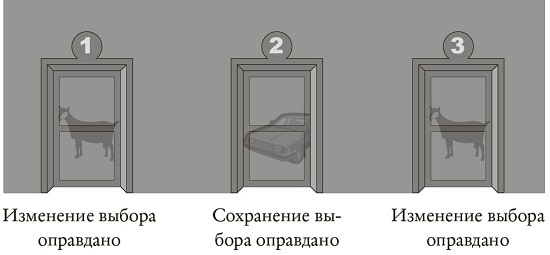 1
2
3
Изменение выбора
оправдано
Сохранение вы-
бора оправдано
Изменение выбора
оправдано